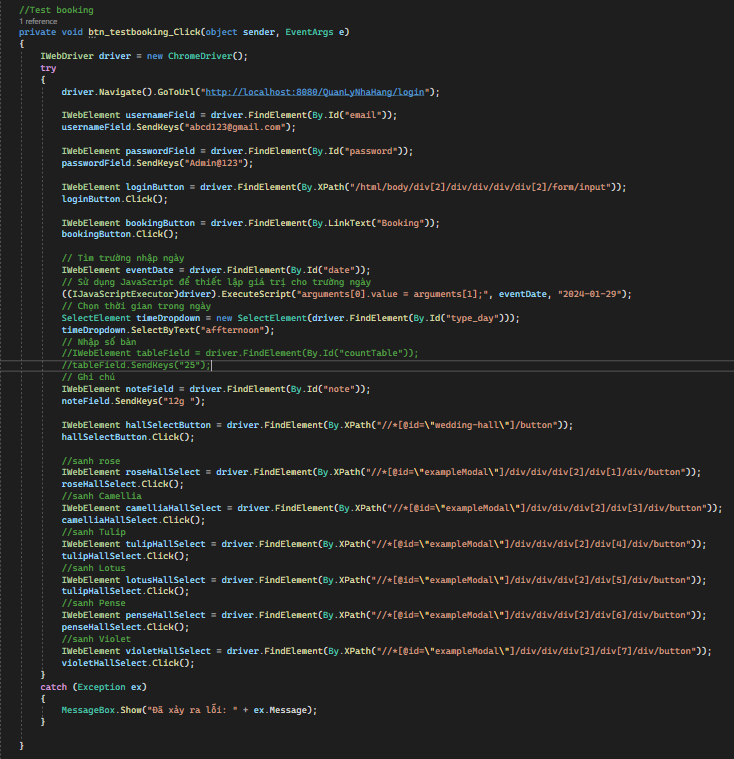 //Test booking
1 reference
private void btn_testbooking_Click(object sender, EventArgs e)
{
IWebDriver driver = new ChromeDriver();
try
{
driver.Navigate().GoToUrl("http://localhost:8080/QuanLyNhaHang/login");
IWebElement usernameField = driver.FindElement(By.Id("email"));
usernameField.SendKeys("abcd123@gmail.com");
IWebElement passwordField = driver.FindElement(By.Id("password"));
passwordField.SendKeys("Admin@123");
IWebElement loginButton = driver.FindElement(By.XPath("/html/body/div[2]/div/div/div/div[2]/form/input"));
loginButton.Click();
IWebElement bookingButton = driver.FindElement(By.LinkText("Booking"));
bookingButton.Click();
// Tìm trường nhập ngày
IWebElement eventDate = driver.FindElement(By.Id("date"));
// Sử dụng JavaScript để thiết lập giá trị cho trường ngày
((IJavaScriptExecutor)driver).ExecuteScript("arguments[0].value = arguments[1];", eventDate, "2024-01-29");
// Chọn thời gian trong ngày
SelectElement timeDropdown = new SelectElement(driver.FindElement(By.Id("type_day")));
timeDropdown.SelectByText("affternoon");
// Nhập số bàn
//IWebElement tableField = driver.FindElement(By.Id("countTable"));
//tableField.SendKeys("25");
// Ghi chú
IWebElement noteField = driver.FindElement(By.Id("note"));
noteField.SendKeys("12g ");
IWebElement hallSelectButton = driver.FindElement(By.XPath("//*[@id=\"wedding-hall\"]/button"));
hallSelectButton.Click();
//sanh rose
IWebElement roseHallSelect = driver.FindElement(By.XPath("//*[@id=\"exampleModal\"]/div/div/div[2]/div[1]/div/button"));
roseHallSelect.Click();
//sanh Camellia
IWebElement camelliaHallSelect = driver.FindElement(By.XPath("//*[@id=\"exampleModal\"]/div/div/div[2]/div[3]/div/button"));
camelliaHallSelect.Click();
//sanh Tulip
IWebElement tulipHallSelect = driver.FindElement(By.XPath("//*[@id=\"exampleModal\"]/div/div/div[2]/div[4]/div/button"));
tulipHallSelect.Click();
//sanh Lotus
IWebElement lotusHallSelect = driver.FindElement(By.XPath("//*[@id=\"exampleModal\"]/div/div/div[2]/div[5]/div/button"));
tulipHallSelect.Click();
//sanh Pense
IWebElement penseHallSelect = driver.FindElement(By.XPath("//*[@id=\"exampleModal\"]/div/div/div[2]/div[6]/div/button"));
penseHallSelect.Click();
//sanh Violet
IWebElement violetHallSelect = driver.FindElement(By.XPath("//*[@id=\"exampleModal\"]/div/div/div[2]/div[7]/div/button"));
violetHallSelect.Click();
}
catch (Exception ex)
{
MessageBox.Show("Đã xảy ra lỗi: " + ex.Message);
}
}